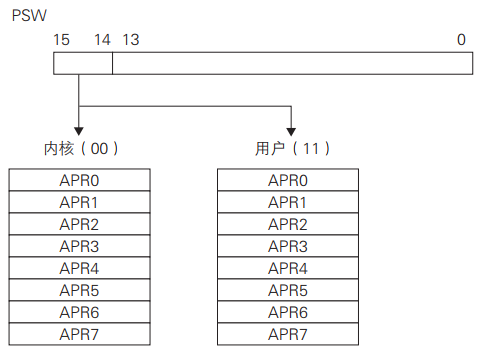 PSW
15 14 13 0
内核（00） 用户（11）
APR0 APR0
APR1 APR1
APR2 APR2
APR3 APR3
APR4 APR4
APR5 APR5
APR6 APR6
APR7 APR7